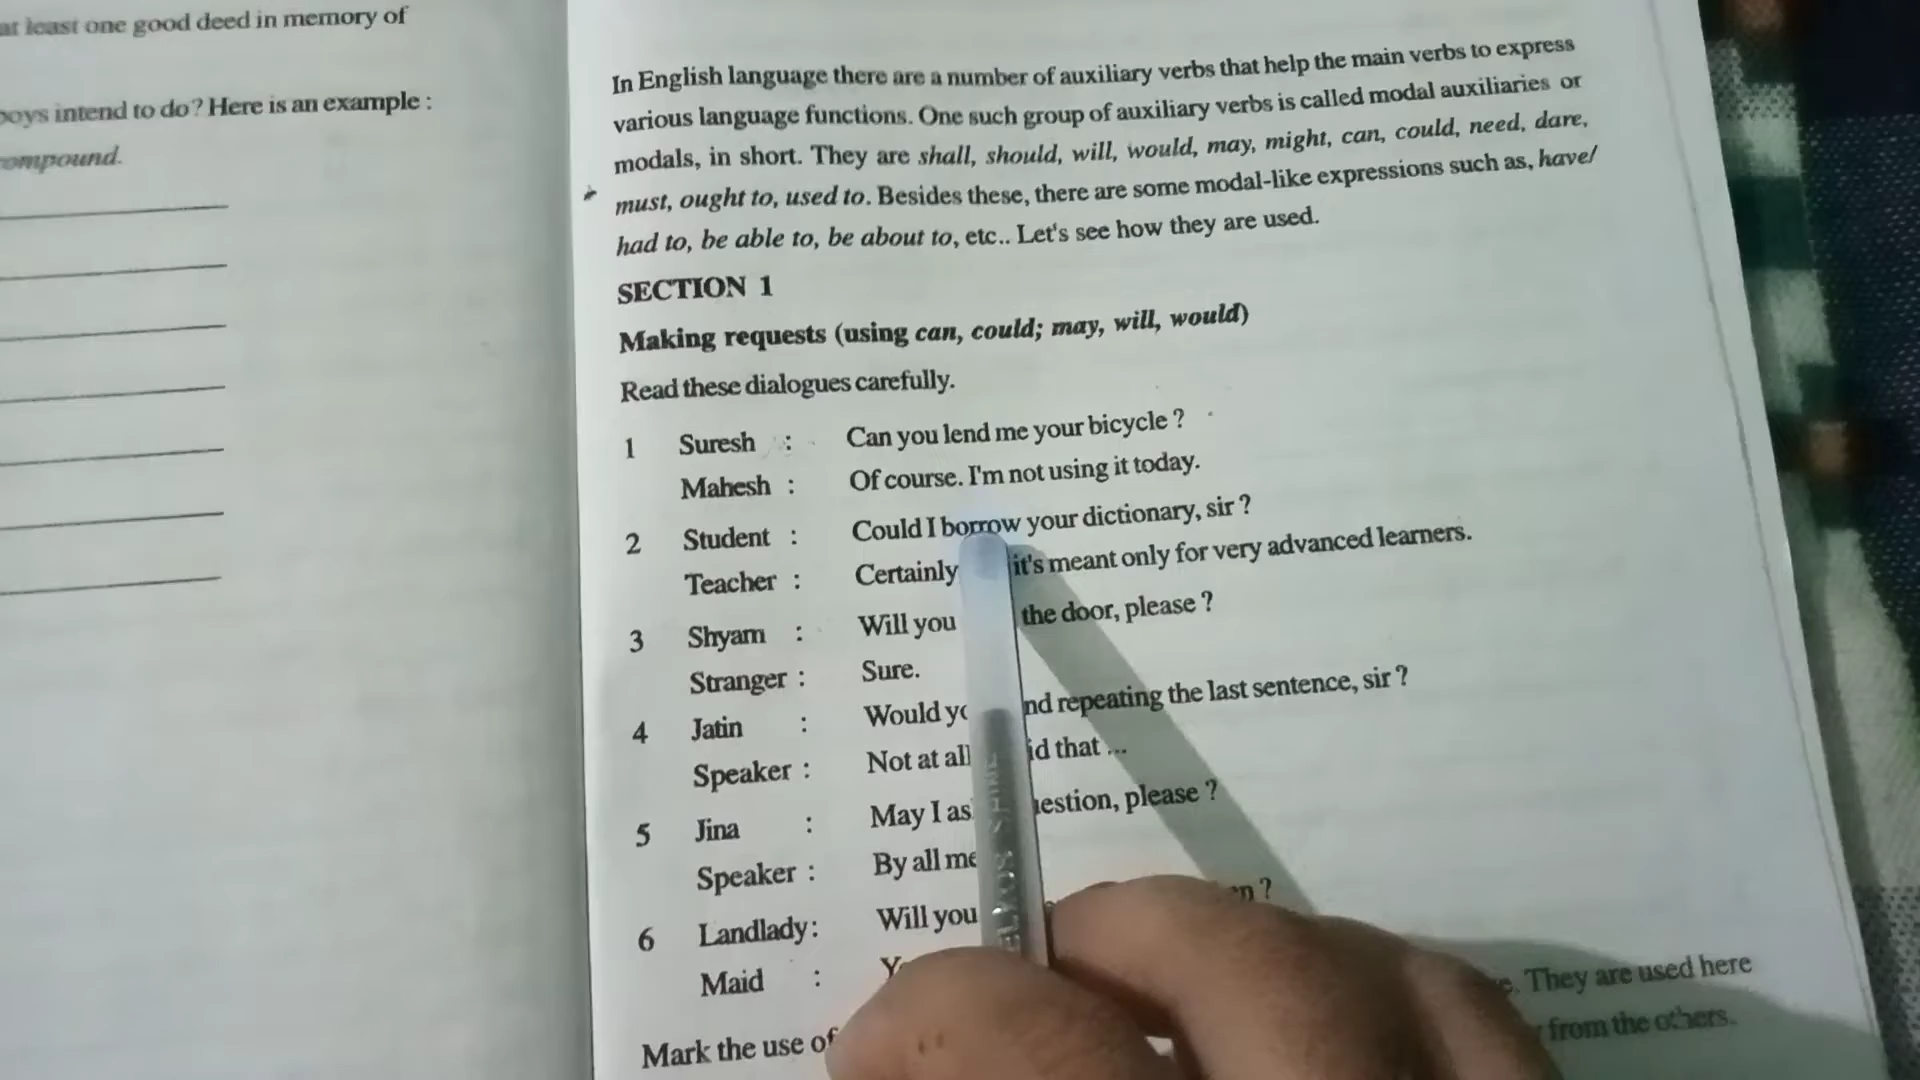 at least one good deed in memory of
boys intend to do? Here is an example :
compound.
In English language there are a number of auxiliary verbs that help the main verbs to express
various language functions. One such group of auxiliary verbs is called modal auxiliaries or
modals, in short. They are shall, should, will, would, may, might, can, could, need, dare,
must, ought to, used to. Besides these, there are some modal-like expressions such as, have/
had to, be able to, be about to, etc.. Let's see how they are used.
SECTION 1
Making requests (using can, could; may, will, would)
Read these dialogues carefully.
1 Suresh : Can you lend me your bicycle ?
Mahesh : Of course. I'm not using it today.
2 Student : Could I borrow your dictionary, sir ?
Teacher : Certainly it's meant only for very advanced learners.
3 Shyam : Will you the door, please ?
Stranger : Sure.
4 Jatin : Would repeating the last sentence, sir ?
Speaker : Not at all that ...
5 Jina : May I please ?
Speaker : By all
6 Landlady: Will you ?
Maid :
Mark the use of They are used here
from the others.
ELKOS